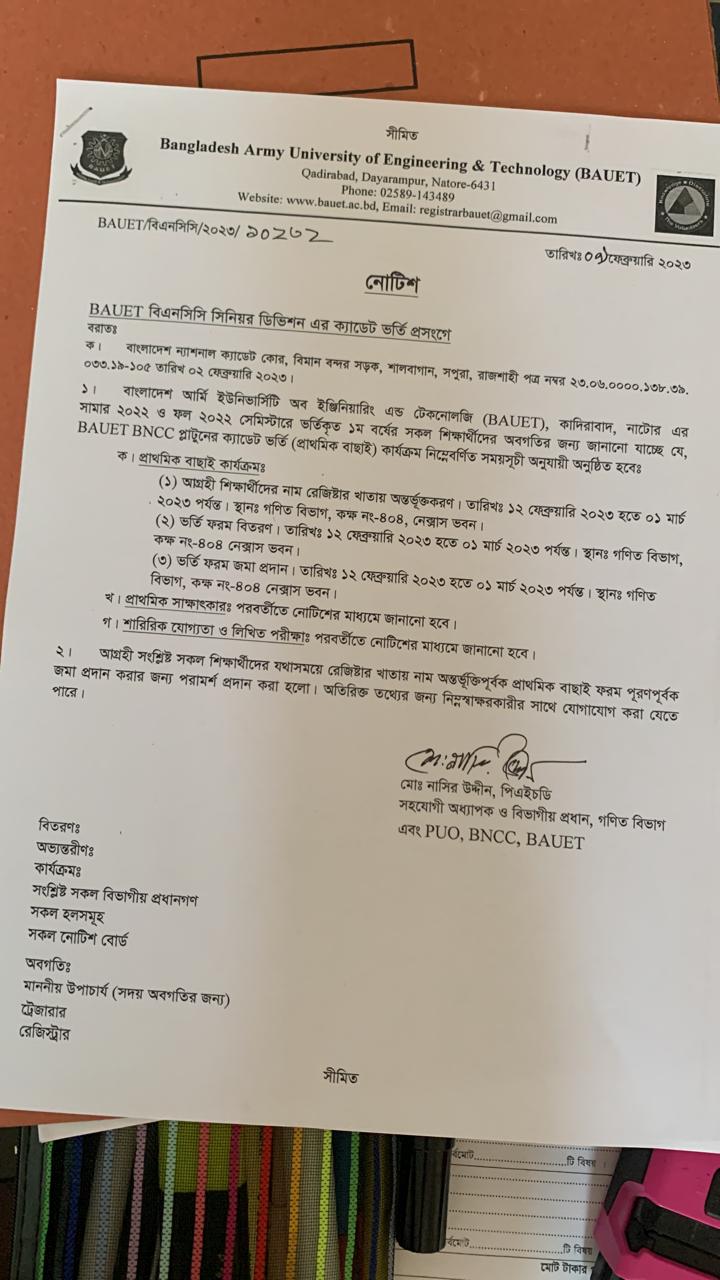 সীমিত
BAUET
Bangladesh Army University of Engineering & Technology (BAUET)
Qadirabad, Dayarampur, Natore-6431
Phone: 02589-143489
Website: www.bauet.ac.bd, Email: registrarbauet@gmail.com
BAUET/বিএনসিসি/২০২৩/
তারিখঃ ০৭ ফেব্রুয়ারি ২০২৩
নোটিশ
BAUET বিএনসিসি সিনিয়র ডিভিশন এর ক্যাডেট ভর্তি প্রসংগে
বরাতঃ
ক। বাংলাদেশ ন্যাশনাল ক্যাডেট কোর, বিমান বন্দর সড়ক, শালবাগান, সপুরা, রাজশাহী পত্র নম্বর ২৩.০৬.০০০০.১৩৮.৩৯.
০৩৩.১৯-১০৫ তারিখ ০২ ফেব্রুয়ারি ২০২৩।
১। বাংলাদেশ আর্মি ইউনিভার্সিটি অব ইঞ্জিনিয়ারিং এন্ড টেকনোলজি (BAUET), কাদিরাবাদ, নাটোর এর
সামার ২০২২ ও ফল ২০২২ সেমিস্টারে ভর্তিকৃত ১ম বর্ষের সকল শিক্ষার্থীদের অবগতির জন্য জানানো যাচ্ছে যে,
BAUET BNCC প্লাটুনের ক্যাডেট ভর্তি (প্রাথমিক বাছাই) কার্যক্রম নিম্নেবর্ণিত সময়সূচী অনুযায়ী অনুষ্ঠিত হবেঃ
ক। প্রাথমিক বাছাই কার্যক্রমঃ
(১) আগ্রহী শিক্ষার্থীদের নাম রেজিষ্টার খাতায় অন্তর্ভূক্তকরণ। তারিখঃ ১২ ফেব্রুয়ারি ২০২৩ হতে ০১ মার্চ
২০২৩ পর্যন্ত। স্থানঃ গণিত বিভাগ, কক্ষ নং-৪০৪, নেক্সাস ভবন।
(২) ভর্তি ফরম বিতরণ। তারিখঃ ১২ ফেব্রুয়ারি ২০২৩ হতে ০১ মার্চ ২০২৩ পর্যন্ত। স্থানঃ গণিত বিভাগ,
কক্ষ নং-৪০৪ নেক্সাস ভবন।
(৩) ভর্তি ফরম জমা প্রদান। তারিখঃ ১২ ফেব্রুয়ারি ২০২৩ হতে ০১ মার্চ ২০২৩ পর্যন্ত। স্থানঃ গণিত
বিভাগ, কক্ষ নং-৪০৪ নেক্সাস ভবন।
খ। প্রাথমিক সাক্ষাৎকারঃ পরবর্তীতে নোটিশের মাধ্যমে জানানো হবে।
গ। শারিরিক যোগ্যতা ও লিখিত পরীক্ষাঃ পরবর্তীতে নোটিশের মাধ্যমে জানানো হবে।
২। আগ্রহী সংশ্লিষ্ট সকল শিক্ষার্থীদের যথাসময়ে রেজিষ্টার খাতায় নাম অন্তর্ভূক্তিপূর্বক প্রাথমিক বাছাই ফরম পূরণপূর্বক
জমা প্রদান করার জন্য পরামর্শ প্রদান করা হলো। অতিরিক্ত তথ্যের জন্য নিম্নস্বাক্ষরকারীর সাথে যোগাযোগ করা যেতে
পারে।
মোঃ নাসির উদ্দীন, পিএইচডি
সহযোগী অধ্যাপক ও বিভাগীয় প্রধান, গণিত বিভাগ
এবং PUO, BNCC, BAUET
বিতরণঃ
অভ্যন্তরীণঃ
কার্যক্রমঃ
সংশ্লিষ্ট সকল বিভাগীয় প্রধানগণ
সকল হলসমূহ
সকল নোটিশ বোর্ড
অবগতিঃ
মাননীয় উপাচার্য (সদয় অবগতির জন্য)
ট্রেজারার
রেজিস্ট্রার
সীমিত
টি বিষয়
টি বিষয়
মোট টাকার